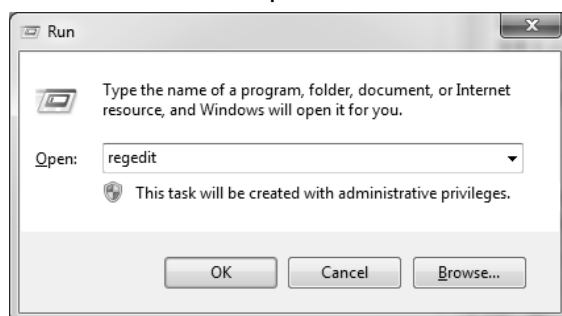 Run
Type the name of a program, folder, document, or Internet
resource, and Windows will open it for you.
Open:
regedit
This task will be created with administrative privileges.
OK
Cancel
Browse...